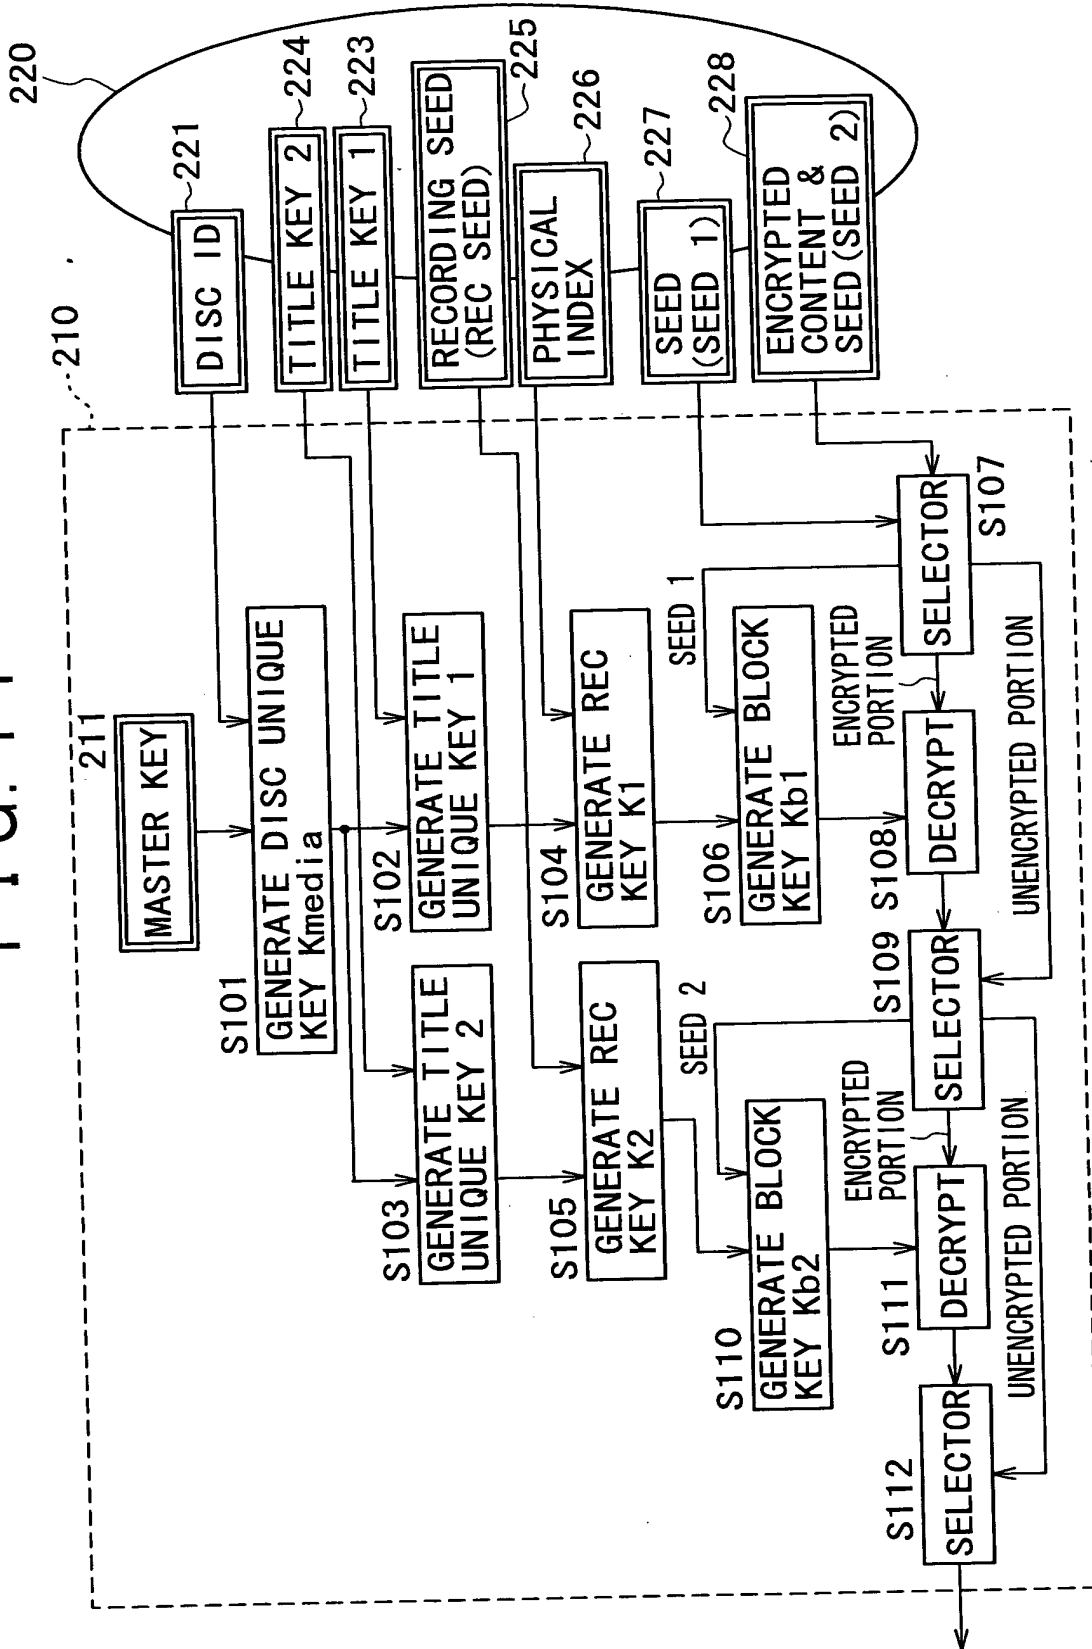 220
221
DISC ID
224
TITLE KEY 2
223
TITLE KEY 1
225
RECORDING SEED
(REC SEED)
226
PHYSICAL
INDEX
227
SEED
(SEED 1)
228
ENCRYPTED
CONTENT &
SEED(SEED 2)
210
211
MASTER KEY
S101
GENERATE DISC UNIQUE
KEY Kmedia
S102
GENERATE TITLE
UNIQUE KEY 1
S103
GENERATE TITLE
UNIQUE KEY 2
S104
GENERATE REC
KEY K1
S105
GENERATE REC
KEY K2
SEED 1
S106
GENERATE BLOCK
KEY Kb1
SEED 2
S110
GENERATE BLOCK
KEY Kb2
SELECTOR
S107
ENCRYPTED
PORTION
UNENCRYPTED PORTION
S108
DECRYPT
S109
SELECTOR
ENCRYPTED
PORTION
UNENCRYPTED PORTION
S111
DECRYPT
S112
SELECTOR